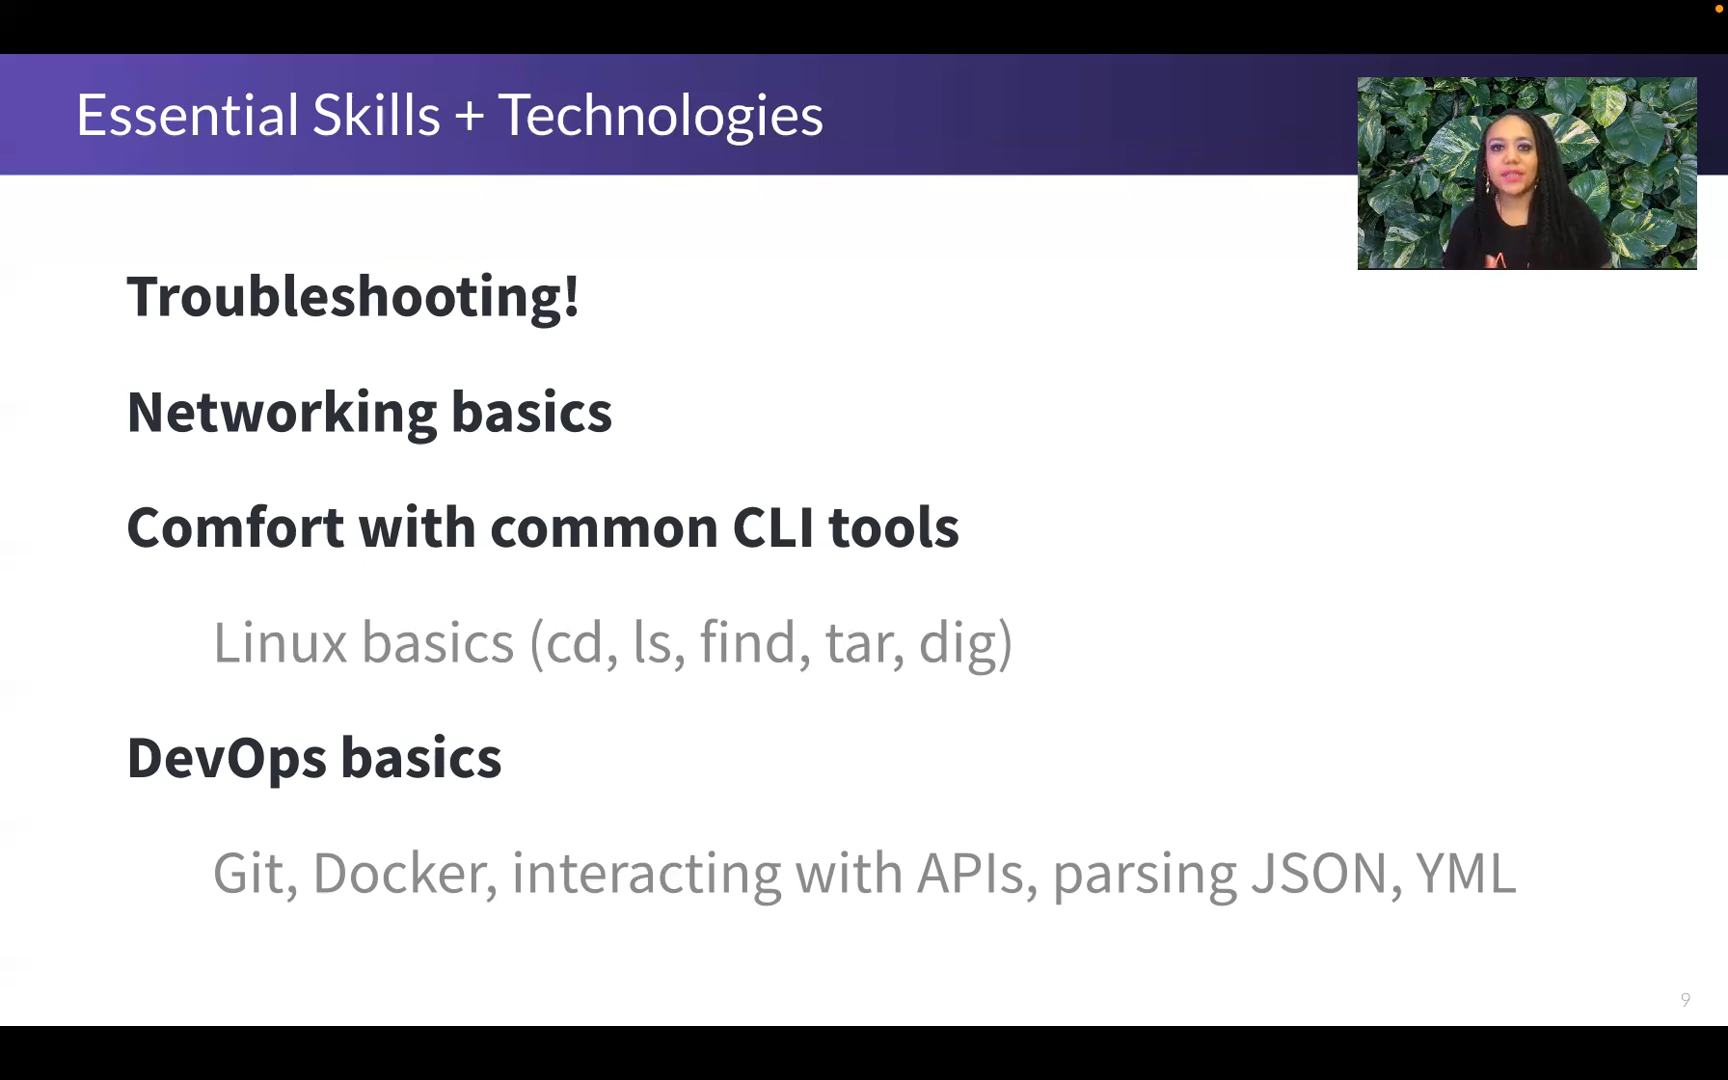 Essential Skills + Technologies
Troubleshooting!
Networking basics
Comfort with common CLI tools
Linux basics (cd, ls, find, tar, dig)
DevOps basics
Git, Docker, interacting with APIs, parsing JSON, YML
9